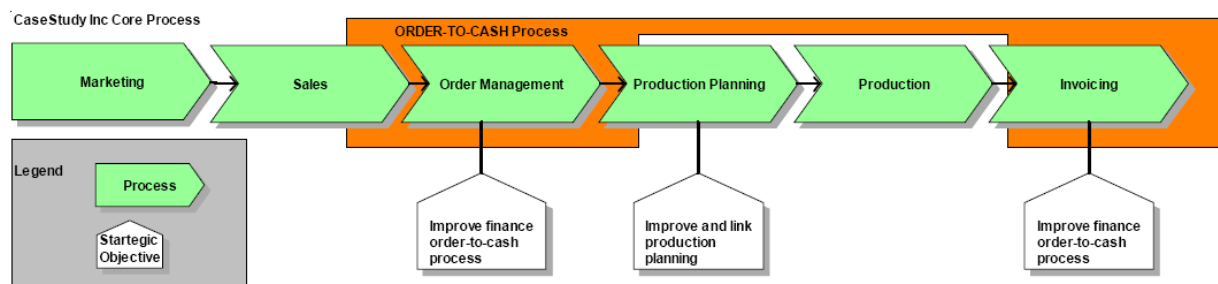 CaseStudy Inc Core Process
ORDER-TO-CASH Process
Marketing
Sales
Order Management
Production Planning
Production
Invoicing
Legend
Process
Startegic
Objective
Improve finance
order-to-cash
process
Improve and link
production
planning
Improve finance
order-to-cash
process